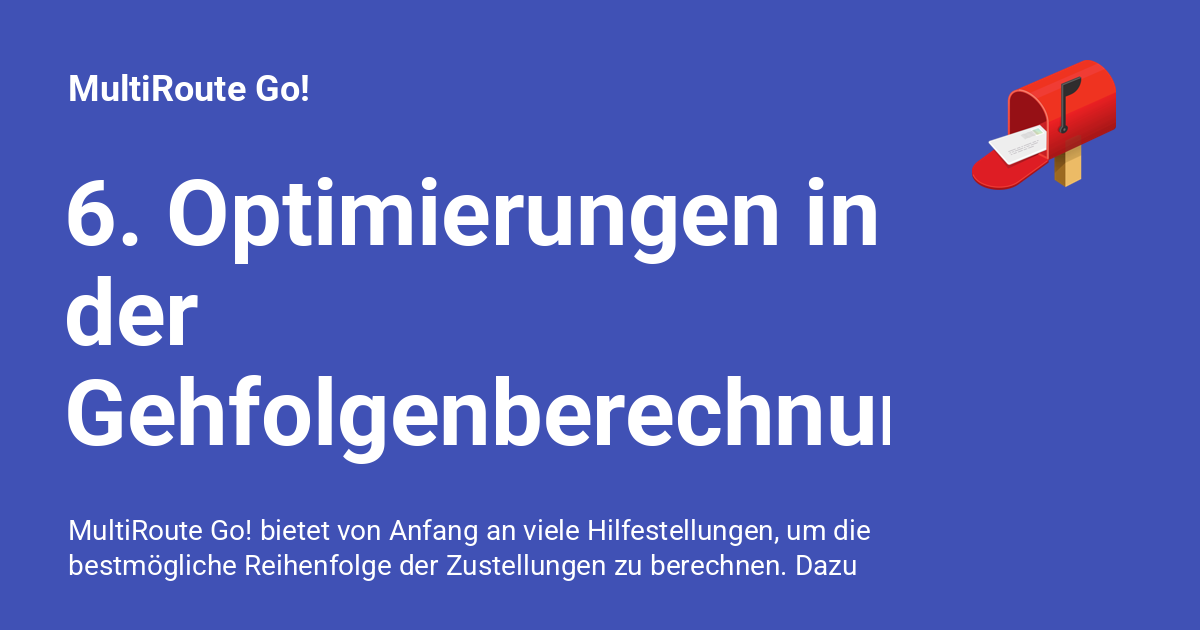 MultiRoute Go!
6. Optimierungen in
der
Gehfolgenberechnu
MultiRoute Go! bietet von Anfang an viele Hilfestellungen, um die
bestmögliche Reihenfolge der Zustellungen zu berechnen. Dazu